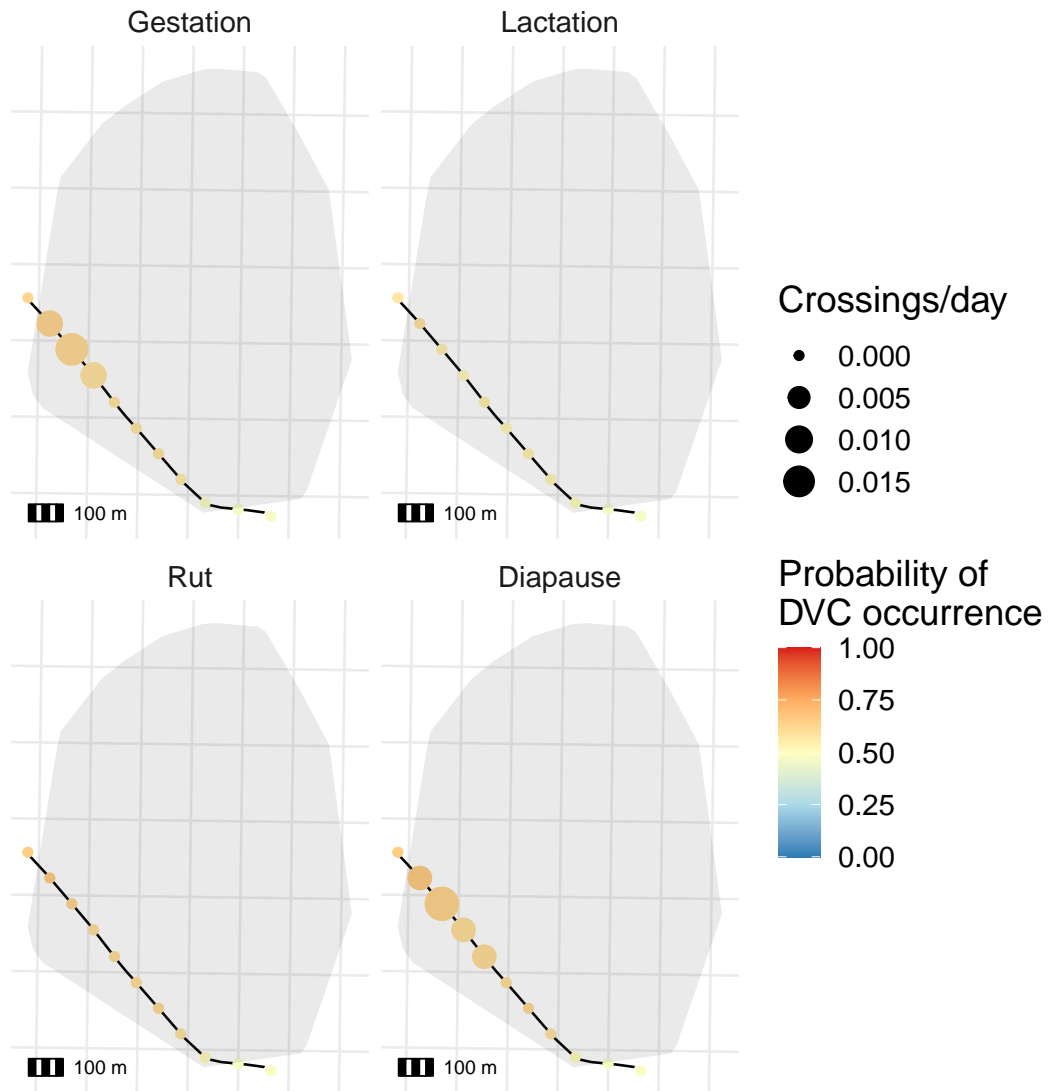 Gestation
Lactation
100 m
100 m
Rut
Diapause
100 m
100 m
Crossings/day
0.000
0.005
0.010
0.015
Probability of
DVC occurrence
1.00
0.75
0.50
0.25
0.00